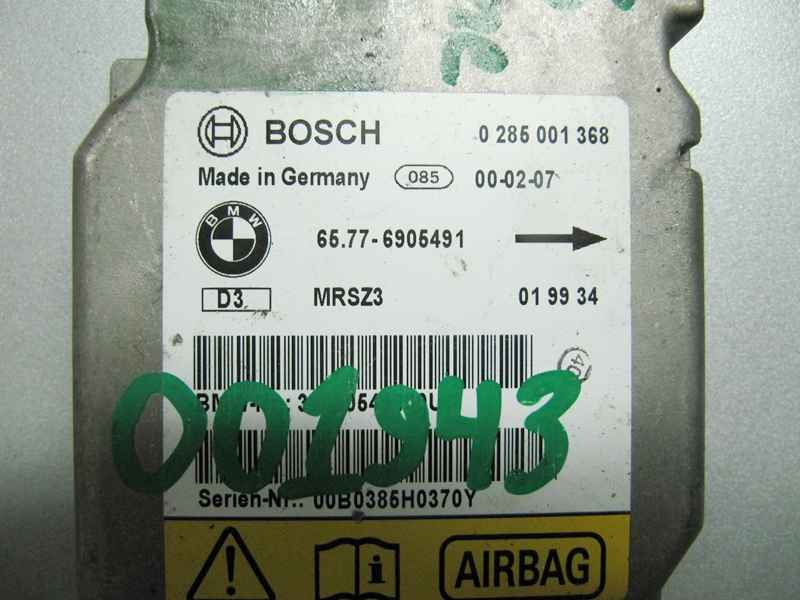 BOSCH 0 285 001 368
Made in Germany 085 00-02-07
BMW 65.77-6905491
D3 MRSZ3 01 99 34
40
001943
Serien-Nr.: 00B0385H0370Y
i AIRBAG